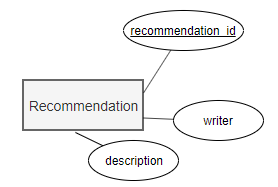 recommendation_id
Recommendation
writer
description